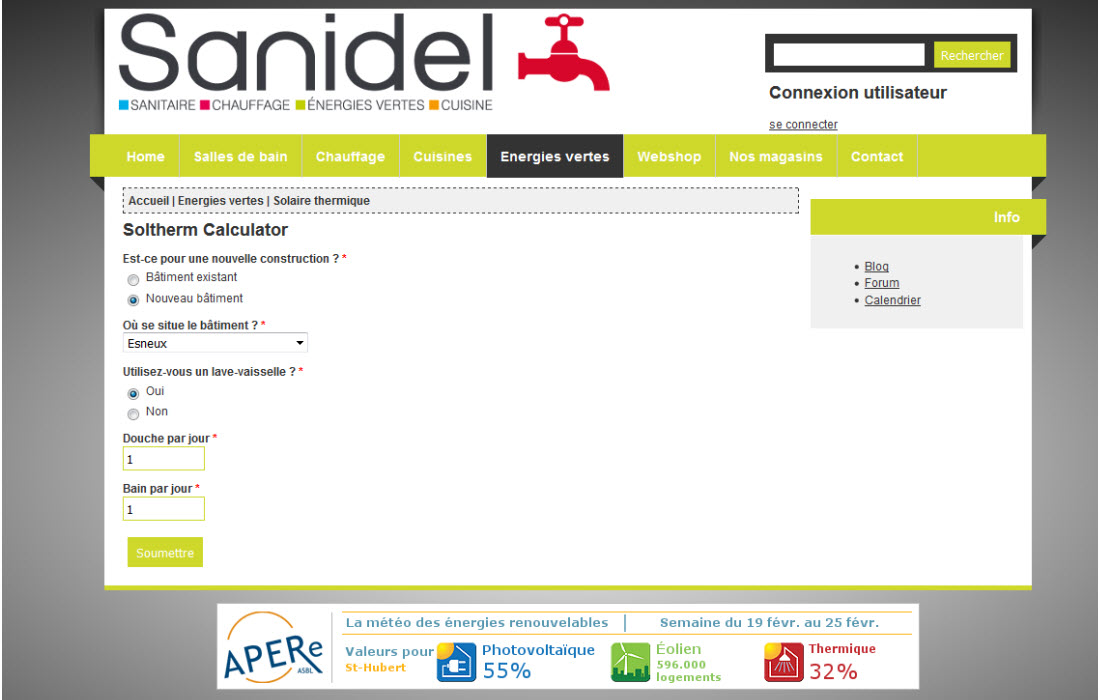 Sanidel
SANITAIRE CHAUFFAGE ÉNERGIES VERTES CUISINE
Rechercher
Connexion utilisateur
se connecter
Home Salles de bain Chauffage Cuisines Energies vertes Webshop Nos magasins Contact
Accueil | Energies vertes | Solaire thermique
Info
Soltherm Calculator
Est-ce pour une nouvelle construction ? *
Bâtiment existant
Nouveau bâtiment
Blog
Forum
Calendrier
Où se situe le bâtiment ? *
Esneux
Utilisez-vous un lave-vaisselle ? *
Oui
Non
Douche par jour *
1
Bain par jour *
1
Soumettre
APERe
ASBL
La météo des énergies renouvelables | Semaine du 19 févr. au 25 févr.
Valeurs pour
St-Hubert
Photovoltaïque
55%
Éolien
596.000
logements
Thermique
32%